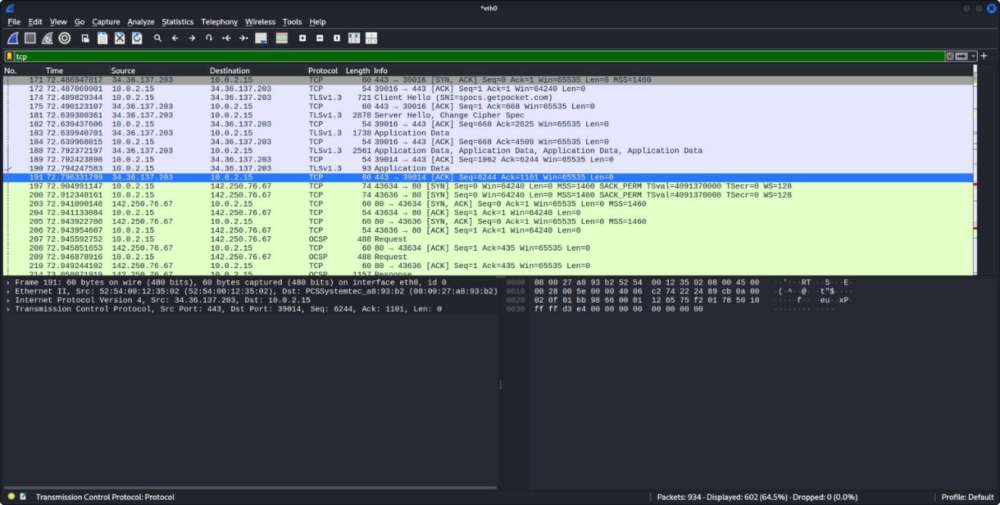 *eth0
File Edit View Go Capture Analyze Statistics Telephony Wireless Tools Help
tcp
No. Time Source Destination Protocol Length Info
171 72.486947817 34.36.137.203 10.0.2.15 TCP 60 443 → 39016 [SYN, ACK] Seq=0 Ack=1 Win=65535 Len=0 MSS=1460
172 72.487069901 10.0.2.15 34.36.137.203 TCP 54 39016 → 443 [ACK] Seq=1 Ack=1 Win=64240 Len=0
174 72.489829344 10.0.2.15 34.36.137.203 TLSv1.3 721 Client Hello (SNI=spocs.getpocket.com)
175 72.490123107 34.36.137.203 10.0.2.15 TCP 60 443 → 39016 [ACK] Seq=1 Ack=668 Win=65535 Len=0
181 72.639380361 34.36.137.203 10.0.2.15 TLSv1.3 2878 Server Hello, Change Cipher Spec
182 72.639437606 10.0.2.15 34.36.137.203 TCP 54 39016 → 443 [ACK] Seq=668 Ack=2825 Win=65535 Len=0
183 72.639940701 34.36.137.203 10.0.2.15 TLSv1.3 1738 Application Data
184 72.639968015 10.0.2.15 34.36.137.203 TCP 54 39016 → 443 [ACK] Seq=668 Ack=4509 Win=65535 Len=0
188 72.792372197 34.36.137.203 10.0.2.15 TLSv1.3 2561 Application Data, Application Data, Application Data, Application Data
189 72.792423898 10.0.2.15 34.36.137.203 TCP 54 39014 → 443 [ACK] Seq=1062 Ack=6244 Win=65535 Len=0
190 72.794247583 10.0.2.15 34.36.137.203 TLSv1.3 93 Application Data
191 72.796331799 34.36.137.203 10.0.2.15 TCP 60 443 → 39014 [ACK] Seq=6244 Ack=1101 Win=65535 Len=0
197 72.904991147 10.0.2.15 142.250.76.67 TCP 74 43634 → 80 [SYN] Seq=0 Win=64240 Len=0 MSS=1460 SACK_PERM TSval=4091370000 TSecr=0 WS=128
200 72.912348161 10.0.2.15 142.250.76.67 TCP 74 43636 → 80 [SYN] Seq=0 Win=64240 Len=0 MSS=1460 SACK_PERM TSval=4091370008 TSecr=0 WS=128
203 72.941090148 142.250.76.67 10.0.2.15 TCP 60 80 → 43634 [SYN, ACK] Seq=0 Ack=1 Win=65535 Len=0 MSS=1460
204 72.941133084 10.0.2.15 142.250.76.67 TCP 54 43634 → 80 [ACK] Seq=1 Ack=1 Win=64240 Len=0
205 72.943922708 142.250.76.67 10.0.2.15 TCP 60 80 → 43636 [SYN, ACK] Seq=0 Ack=1 Win=65535 Len=0 MSS=1460
206 72.943954607 10.0.2.15 142.250.76.67 TCP 54 43636 → 80 [ACK] Seq=1 Ack=1 Win=64240 Len=0
207 72.945592752 10.0.2.15 142.250.76.67 OCSP 488 Request
208 72.945851653 142.250.76.67 10.0.2.15 TCP 60 80 → 43634 [ACK] Seq=1 Ack=435 Win=65535 Len=0
209 72.946878916 10.0.2.15 142.250.76.67 OCSP 488 Request
210 72.949244102 142.250.76.67 10.0.2.15 TCP 60 80 → 43636 [ACK] Seq=1 Ack=435 Win=65535 Len=0
214 73.058071919 142.250.76.67 10.0.2.15 OCSP 1157 Response
Frame 191: 60 bytes on wire (480 bits), 60 bytes captured (480 bits) on interface eth0, id 0
Ethernet II, Src: 52:54:00:12:35:02 (52:54:00:12:35:02), Dst: PCSSystemtec_a8:93:b2 (08:00:27:a8:93:b2)
Internet Protocol Version 4, Src: 34.36.137.203, Dst: 10.0.2.15
Transmission Control Protocol, Src Port: 443, Dst Port: 39014, Seq: 6244, Ack: 1101, Len: 0
0000 08 00 27 a8 93 b2 52 54 00 12 35 02 08 00 45 00 ··'···RT ··5···E·
0010 00 28 00 5e 00 00 40 06 c2 74 22 24 89 cb 0a 00 ·(·^··@· ·t"$····
0020 02 0f 01 bb 98 66 00 01 12 65 75 f2 01 78 50 10 ·····f·· ·eu··xP·
0030 ff ff d3 e4 00 00 00 00 00 00 00 00 ········ ····
Transmission Control Protocol: Protocol
Packets: 934 · Displayed: 602 (64.5%) · Dropped: 0 (0.0%)
Profile: Default